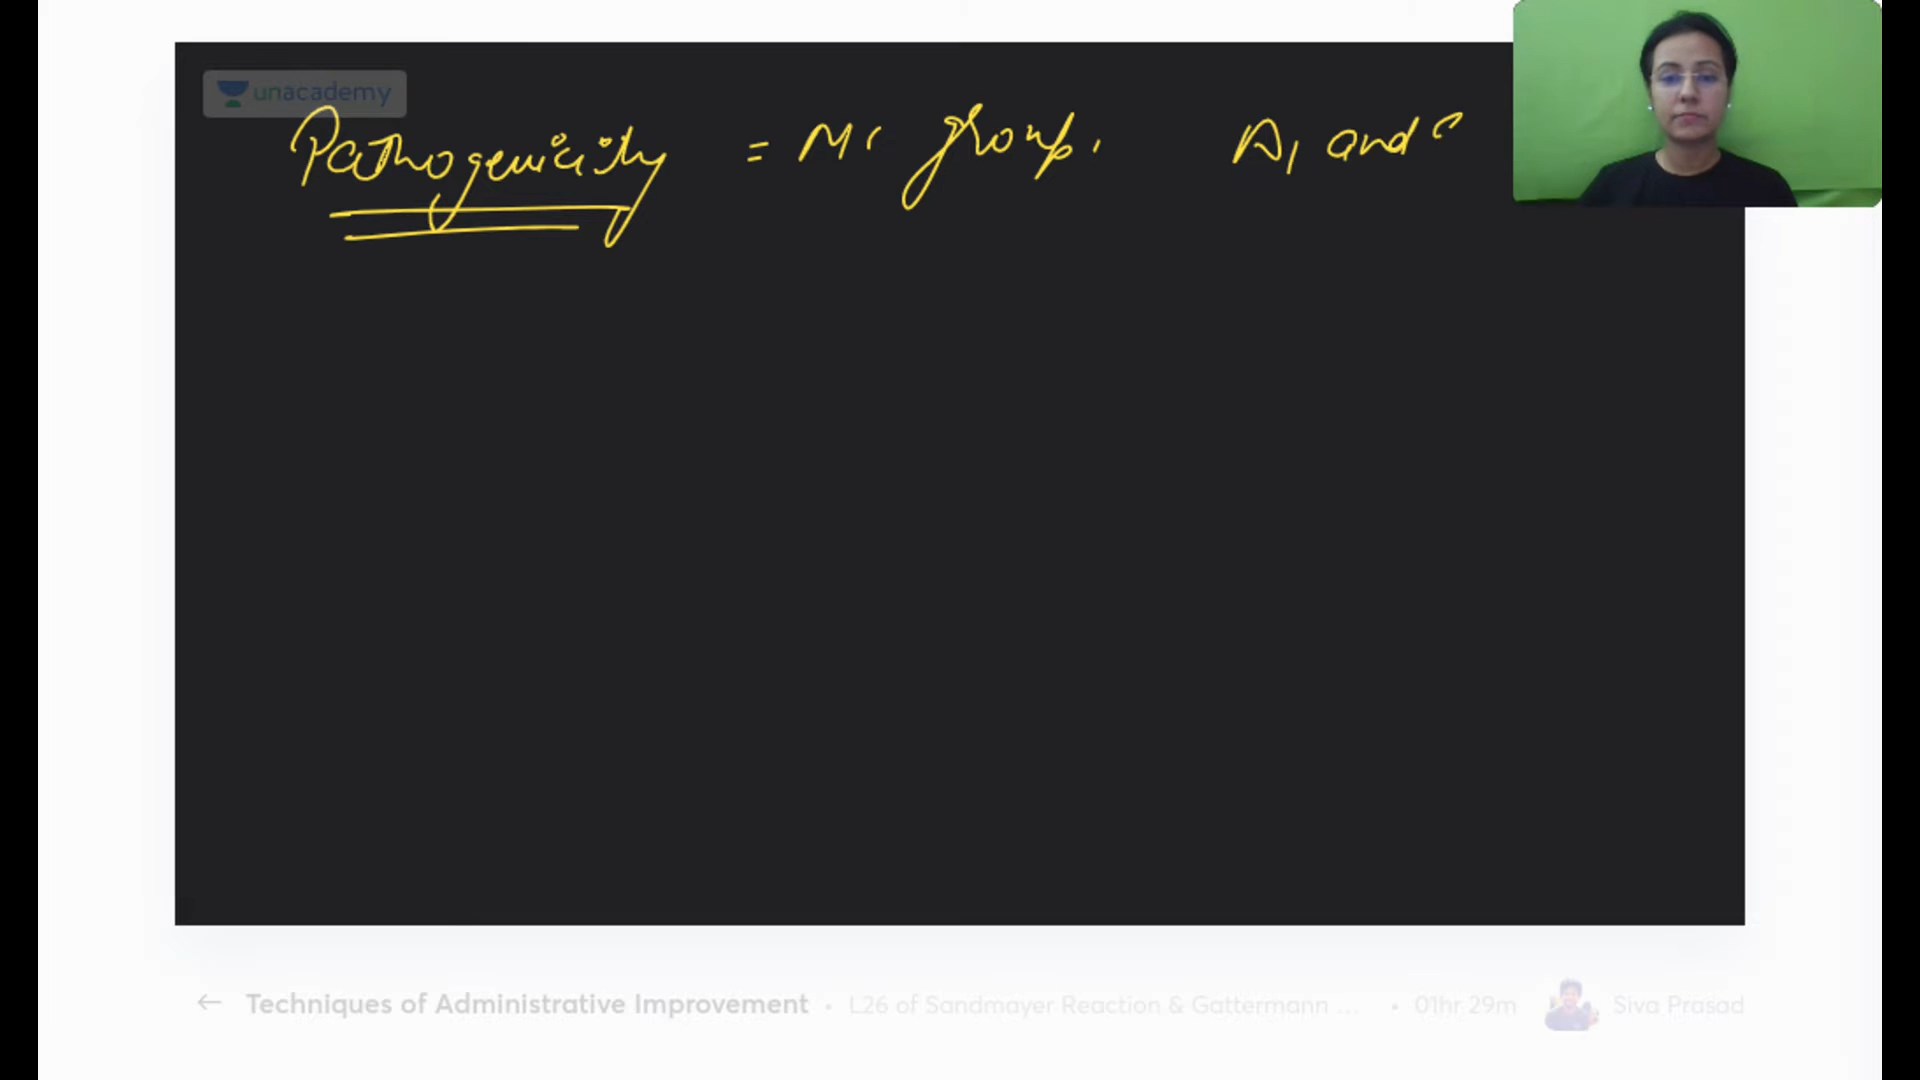 unacademy
Pathogenicity = M group, A, and
← Techniques of Administrative Improvement • L26 of Sandmayer Reaction & Gattermann ... • 01hr 29m Siva Prasad